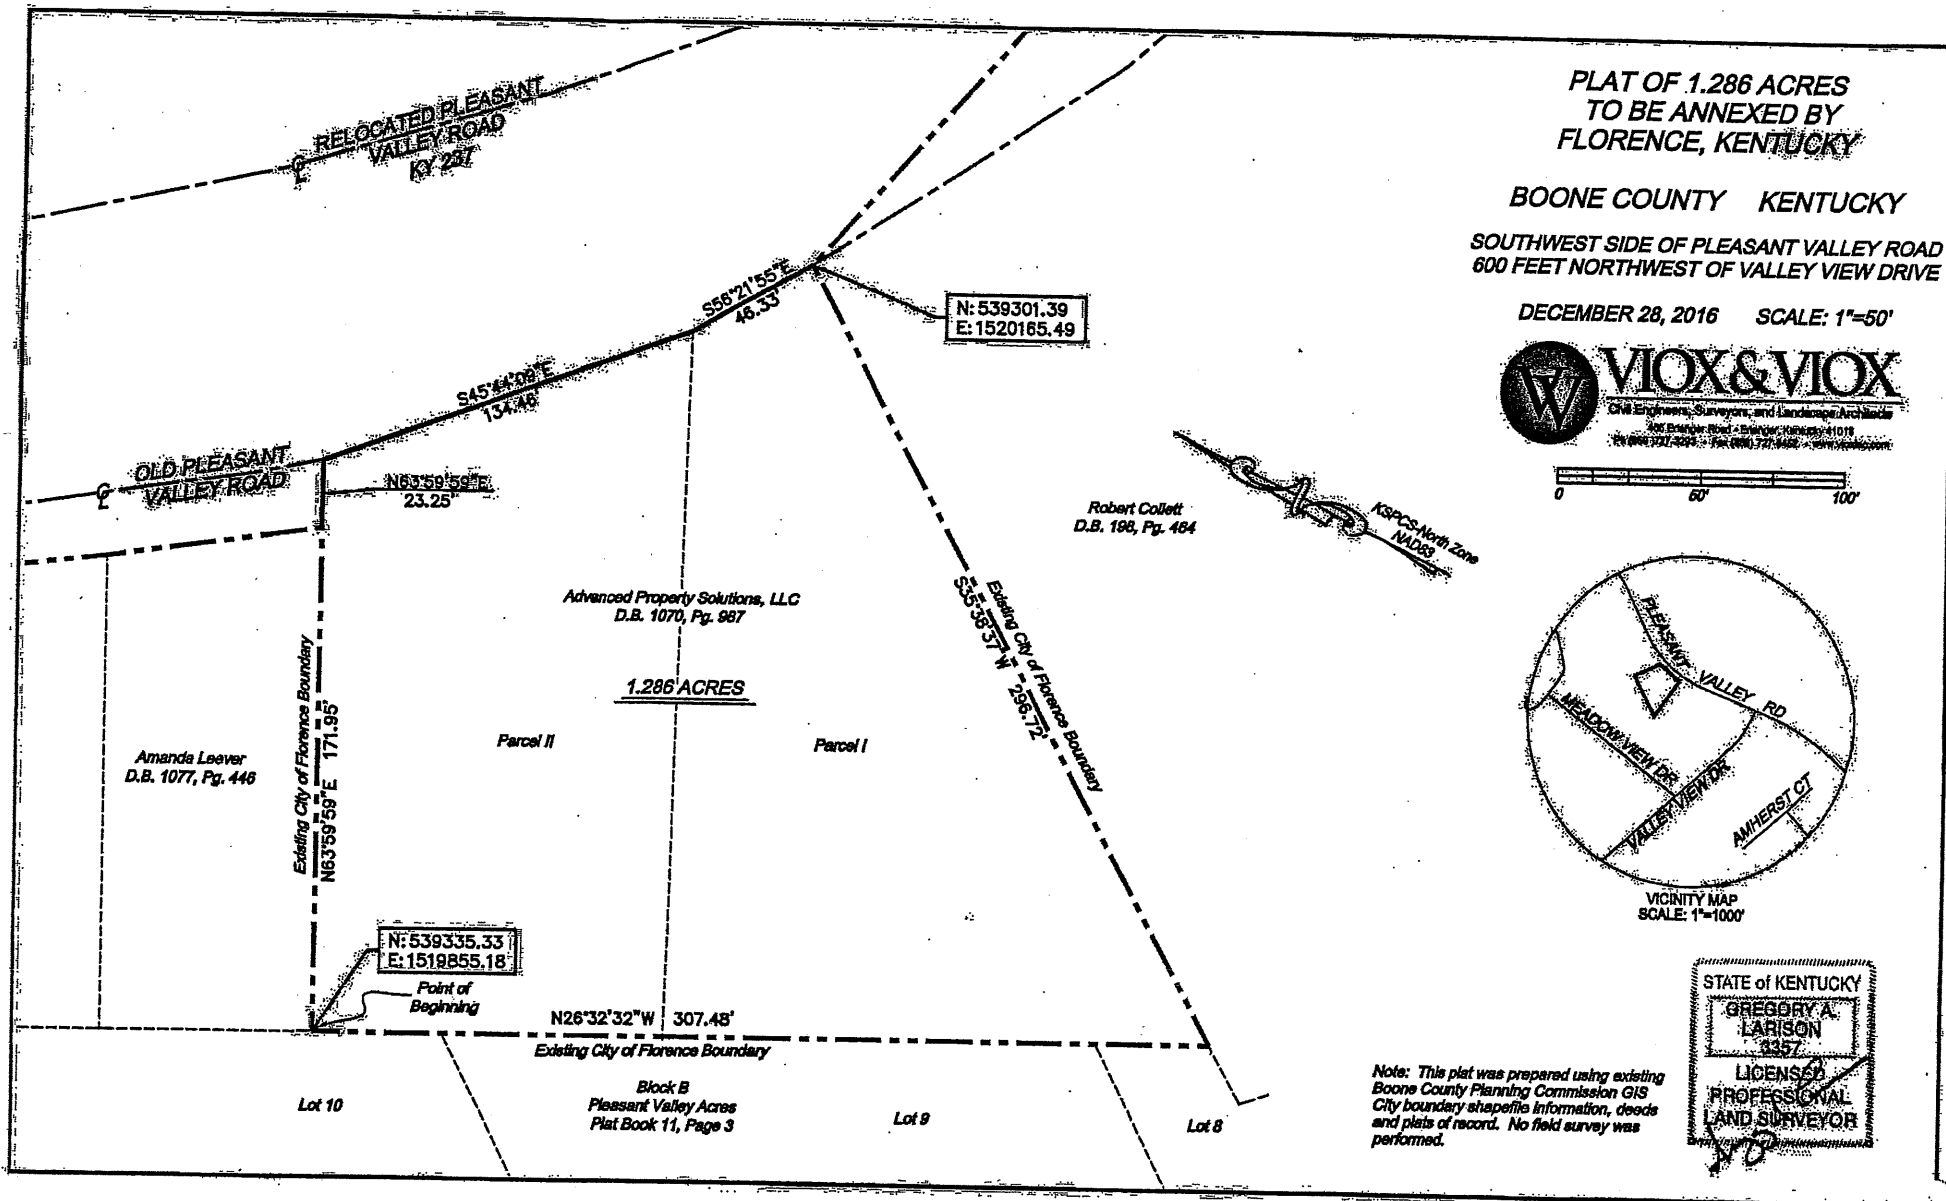 PLAT OF 1.286 ACRES
TO BE ANNEXED BY
FLORENCE, KENTUCKY
BOONE COUNTY KENTUCKY
SOUTHWEST SIDE OF PLEASANT VALLEY ROAD
600 FEET NORTHWEST OF VALLEY VIEW DRIVE
DECEMBER 28, 2016 SCALE: 1"=50'
VIOX & VIOX
Civil Engineers, Surveyors, and Landscape Architects
466 Erlanger Road - Erlanger, Kentucky 41018
0 50' 100'
RELOCATED PLEASANT
VALLEY ROAD
KY 237
S56°21'55"E
46.33'
N: 539301.39
E: 1520165.49
S45°44'09"E
134.46'
OLD PLEASANT
VALLEY ROAD
N63°59'59"E
23.25'
Robert Collett
D.B. 198, Pg. 464
KSPCS-North Zone
NAD83
Advanced Property Solutions, LLC
D.B. 1070, Pg. 987
1.286 ACRES
Existing City of Florence Boundary
S35°38'37"W 296.72'
Existing City of Florence Boundary
N63°59'59"E 171.95'
Amanda Leever
D.B. 1077, Pg. 446
Parcel II
Parcel I
N: 539335.33
E: 1519855.18
Point of
Beginning
N26°32'32"W 307.48'
Existing City of Florence Boundary
Lot 10
Block B
Pleasant Valley Acres
Plat Book 11, Page 3
Lot 9
Lot 8
PLEASANT
VALLEY RD
MEADOW VIEW DR
VALLEY VIEW DR
AMHERST CT
VICINITY MAP
SCALE: 1"=1000'
Note: This plat was prepared using existing
Boone County Planning Commission GIS
City boundary shapefile information, deeds
and plats of record. No field survey was
performed.
STATE of KENTUCKY
GREGORY A.
LARISON
3357
LICENSED
PROFESSIONAL
LAND SURVEYOR